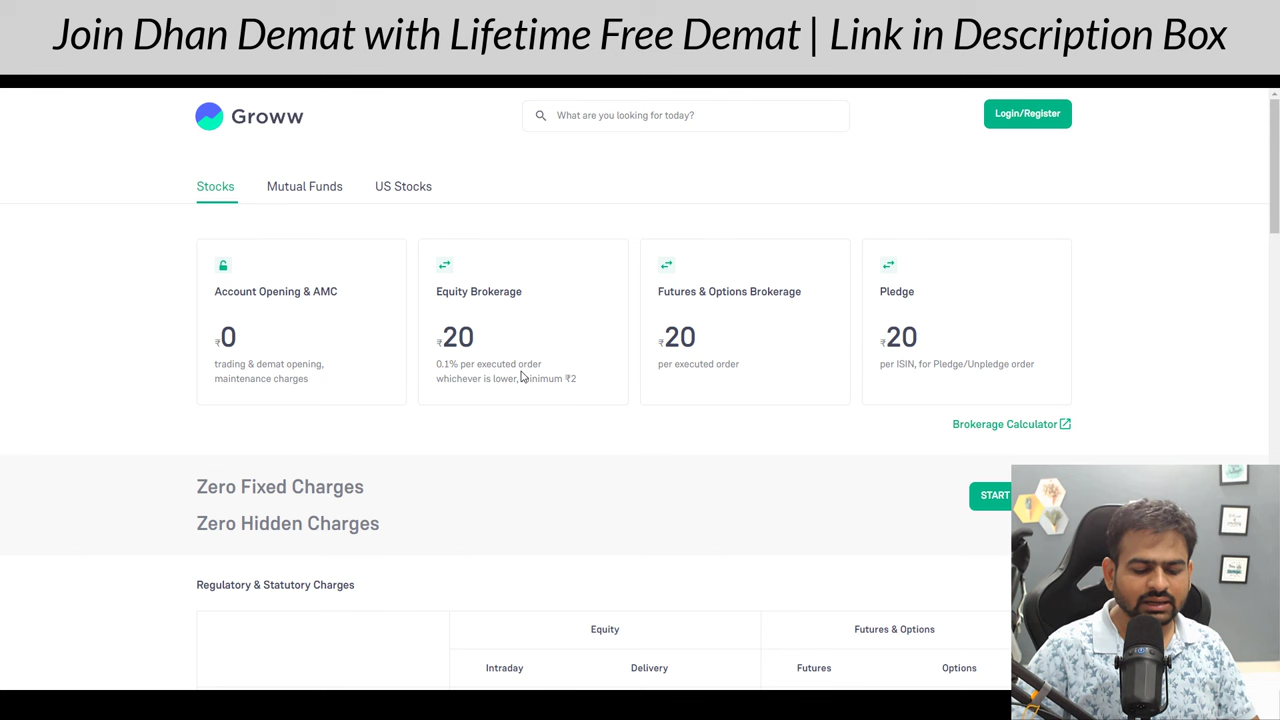 Join Dhan Demat with Lifetime Free Demat | Link in Description Box
Groww
What are you looking for today?
Login/Register
Stocks
Mutual Funds
US Stocks
Account Opening & AMC
₹0
trading & demat opening,
maintenance charges
Equity Brokerage
₹20
0.1% per executed order
whichever is lower, minimum ₹2
Futures & Options Brokerage
₹20
per executed order
Pledge
₹20
per ISIN, for Pledge/Unpledge order
Brokerage Calculator
Zero Fixed Charges
Zero Hidden Charges
START
Regulatory & Statutory Charges
Equity
Futures & Options
Intraday
Delivery
Futures
Options